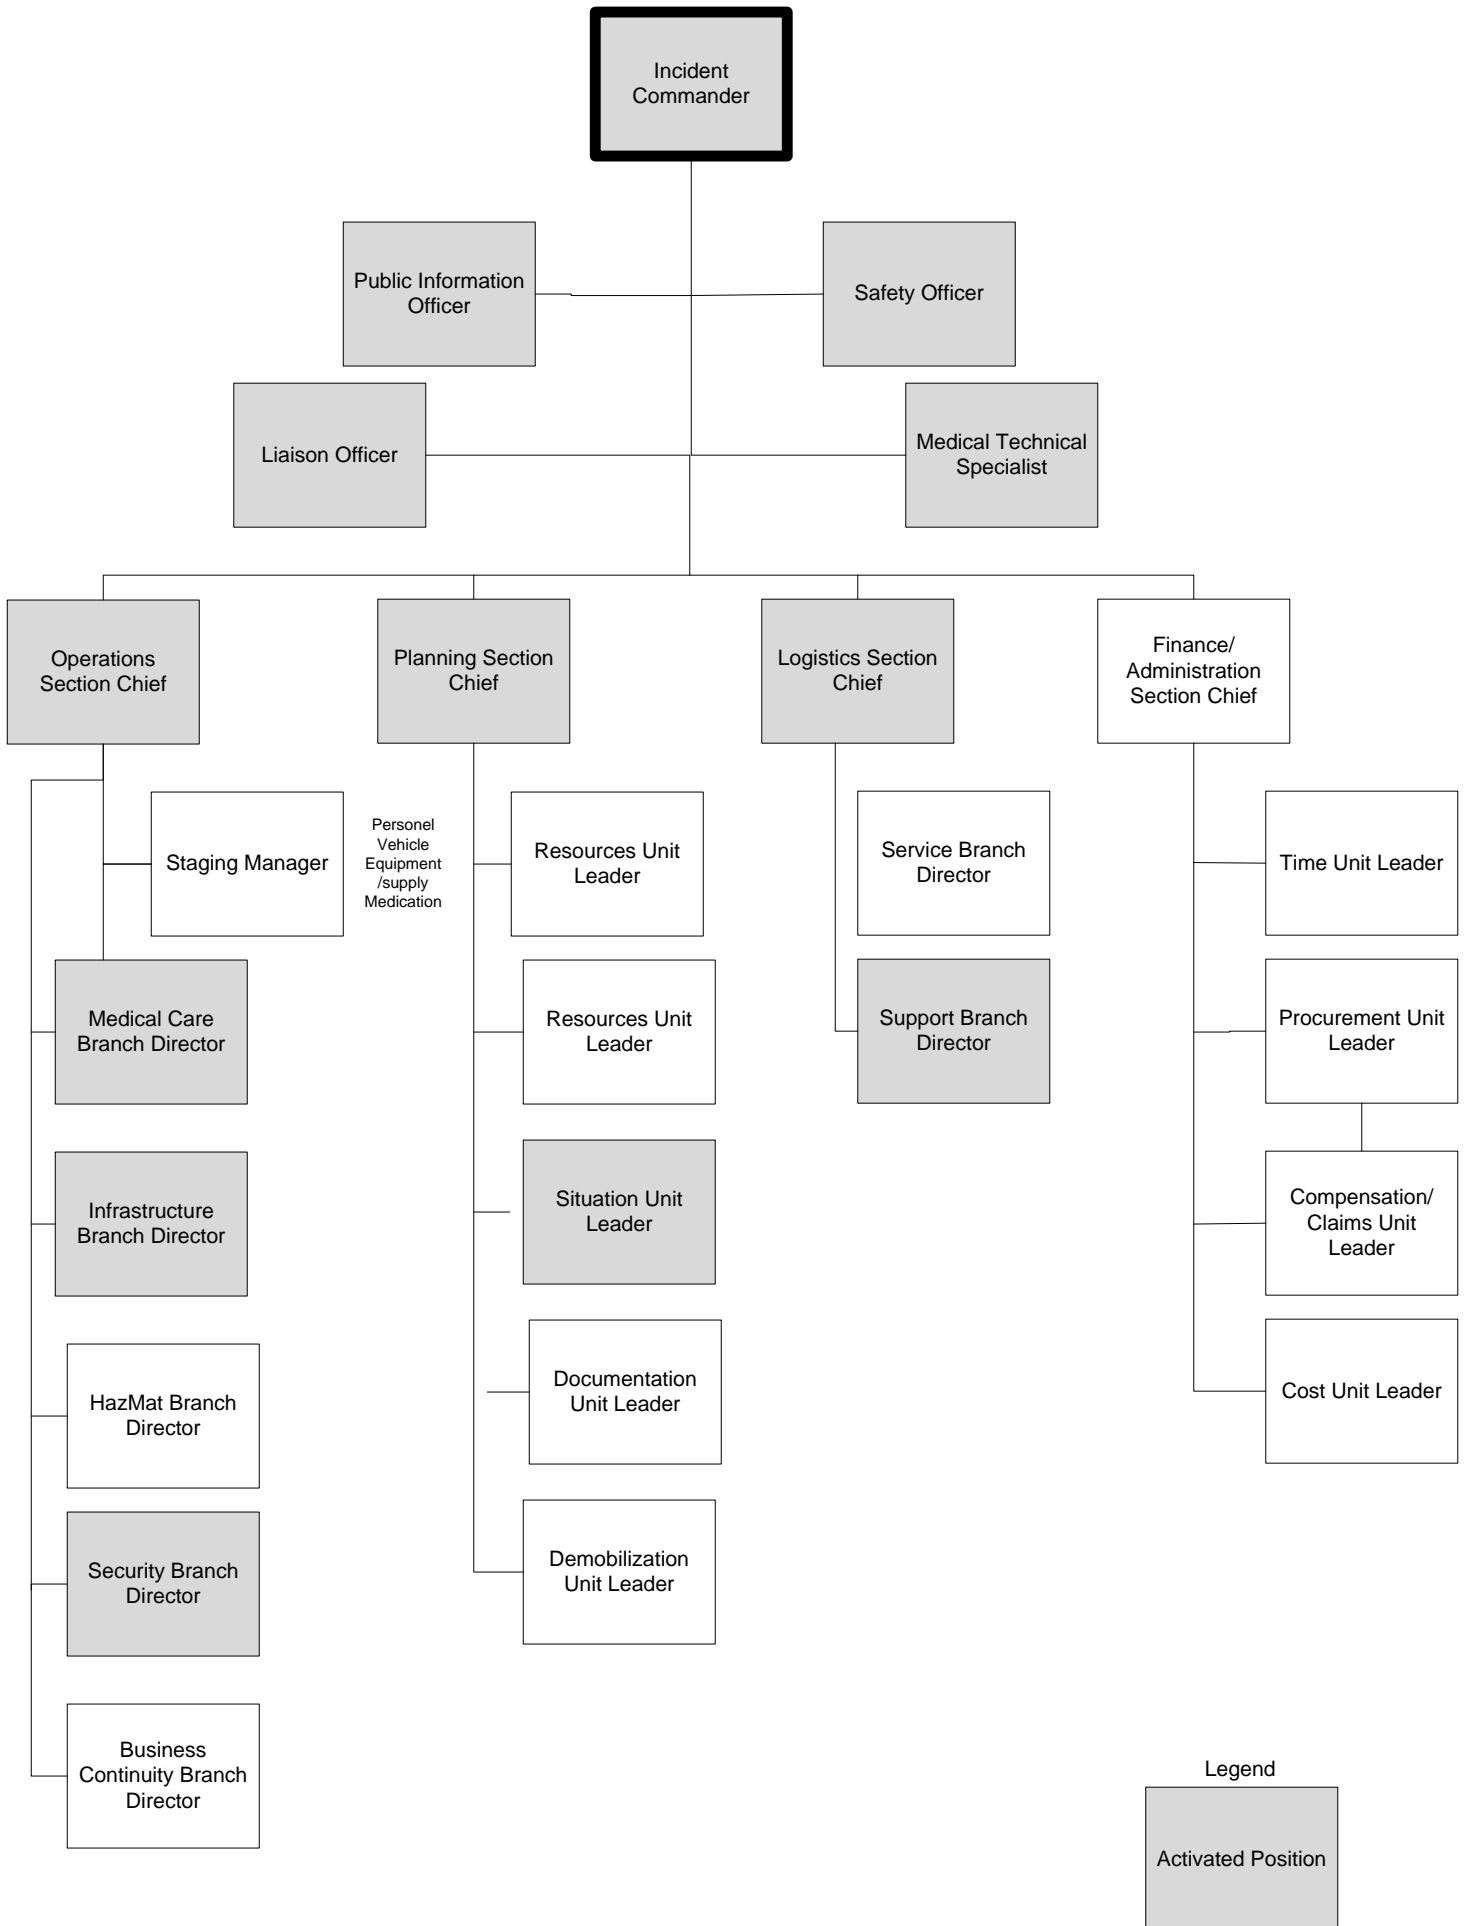 Incident
Commander
Public Information
Officer
Safety Officer
Liaison Officer
Medical Technical
Specialist
Operations
Section Chief
Planning Section
Chief
Logistics Section
Chief
Finance/
Administration
Section Chief
Staging Manager
Personel
Vehicle
Equipment
/supply
Medication
Resources Unit
Leader
Service Branch
Director
Time Unit Leader
Medical Care
Branch Director
Resources Unit
Leader
Support Branch
Director
Procurement Unit
Leader
Infrastructure
Branch Director
Situation Unit
Leader
Compensation/
Claims Unit
Leader
HazMat Branch
Director
Documentation
Unit Leader
Cost Unit Leader
Security Branch
Director
Demobilization
Unit Leader
Business
Continuity Branch
Director
Legend
Activated Position